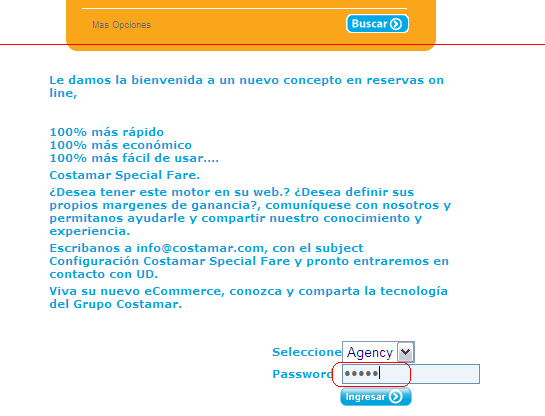 Mas Opciones
Buscar
Le damos la bienvenida a un nuevo concepto en reservas on
line,
100% más rápido
100% más económico
100% más fácil de usar....
Costamar Special Fare.
¿Desea tener este motor en su web.? ¿Desea definir sus
propios margenes de ganancia?, comuníquese con nosotros y
permitanos ayudarle y compartir nuestro conocimiento y
experiencia.
Escribanos a info@costamar.com, con el subject
Configuración Costamar Special Fare y pronto entraremos en
contacto con UD.
Viva su nuevo eCommerce, conozca y comparta la tecnología
del Grupo Costamar.
Seleccione Agency
Password •••••
Ingresar